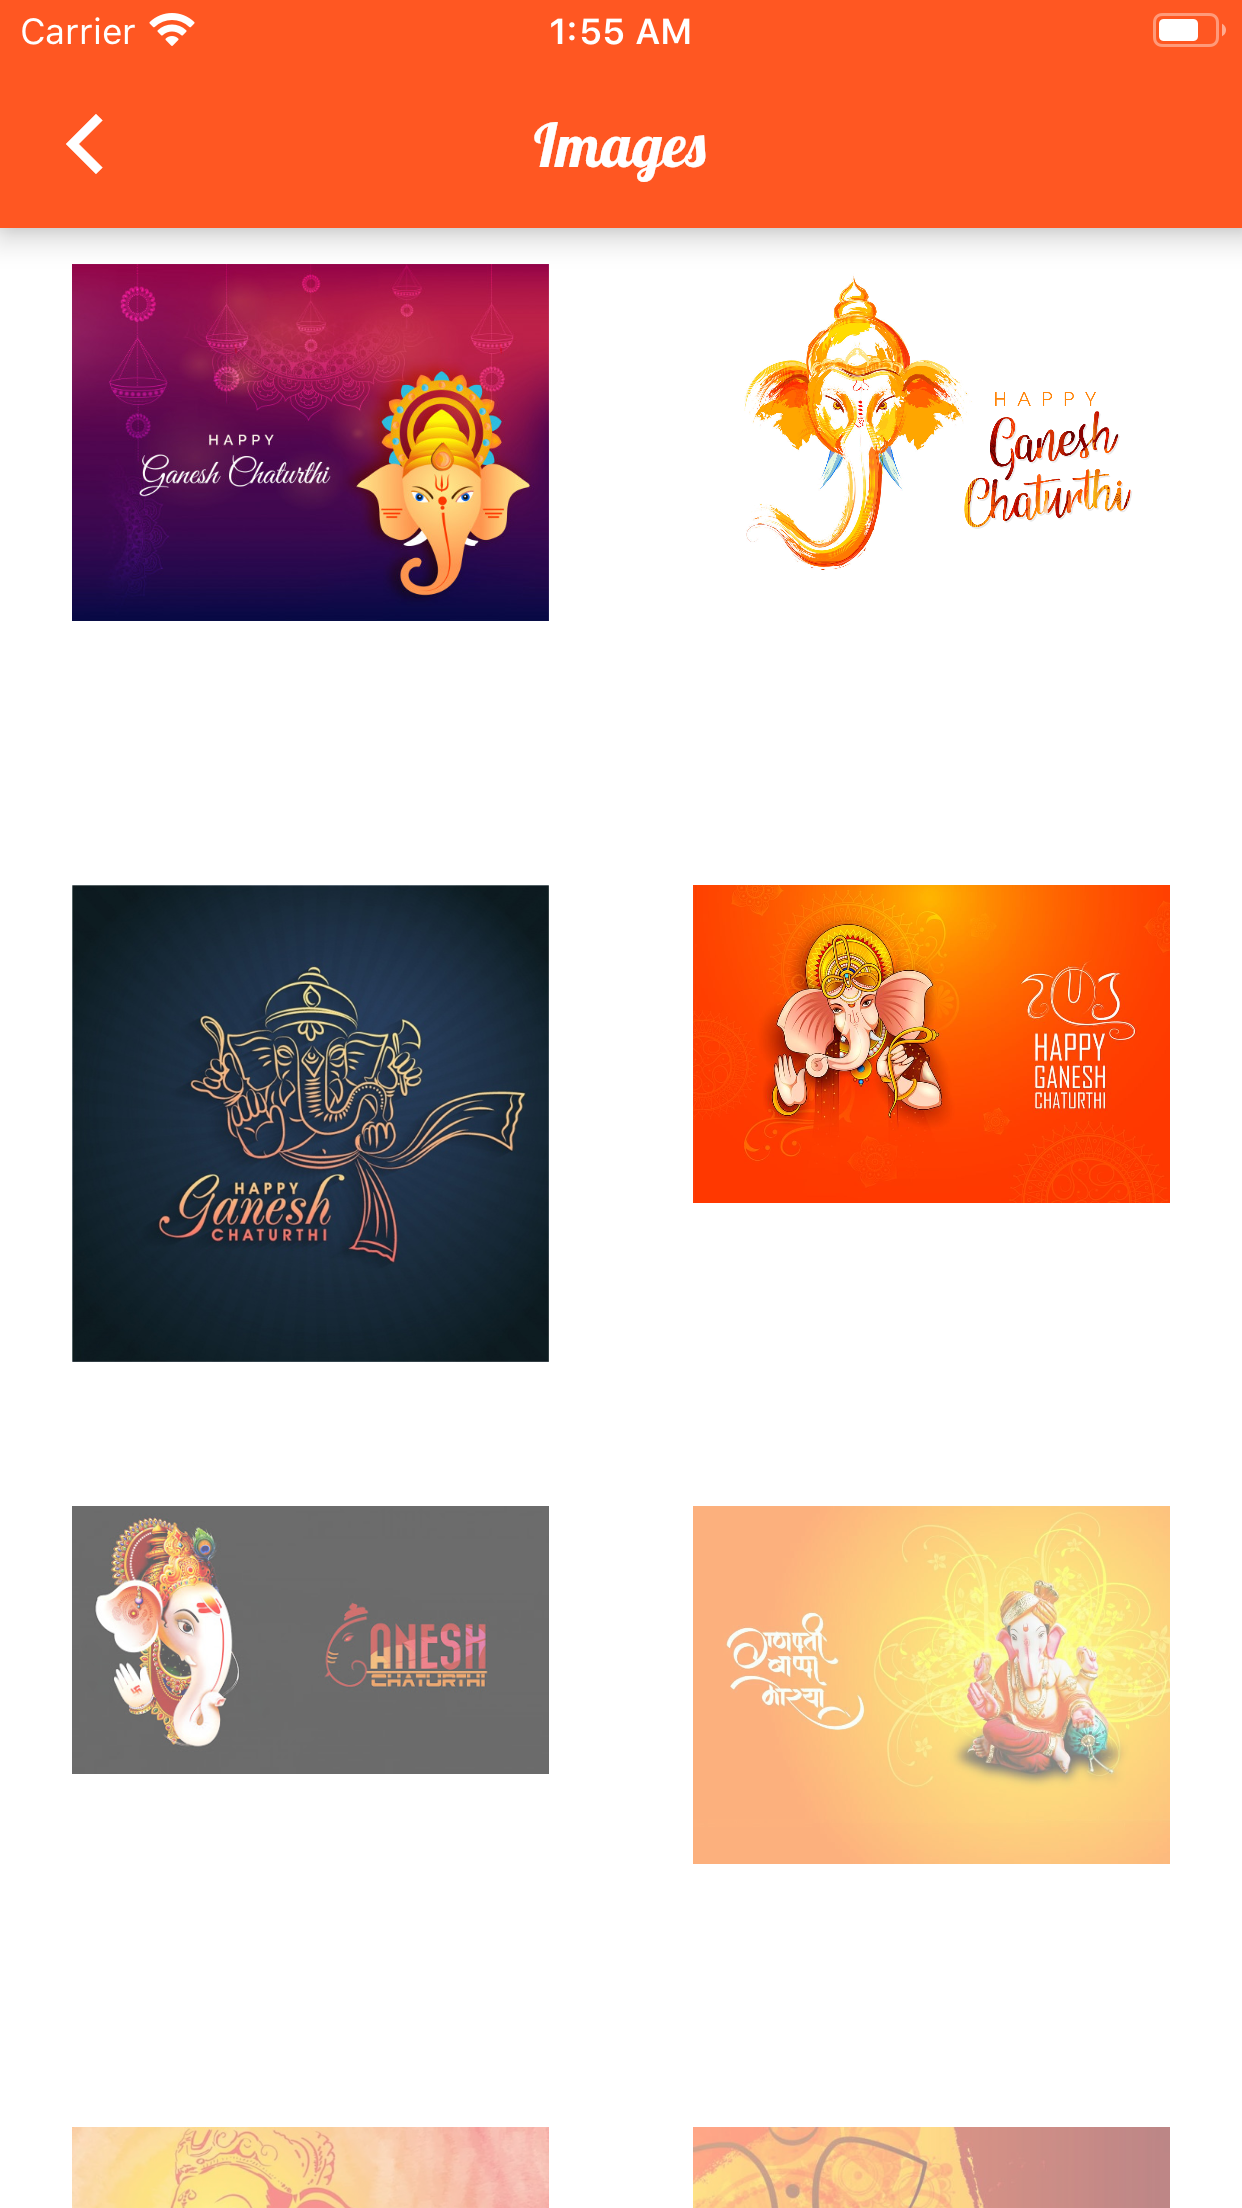 Carrier 1:55 AM
Images
HAPPY
Ganesh Chaturthi
HAPPY
Ganesh
Chaturthi
HAPPY
Ganesh
CHATURTHI
HAPPY
GANESH
CHATURTHI
GANESH
CHATURTHI
गणपती
बाप्पा
मोरया